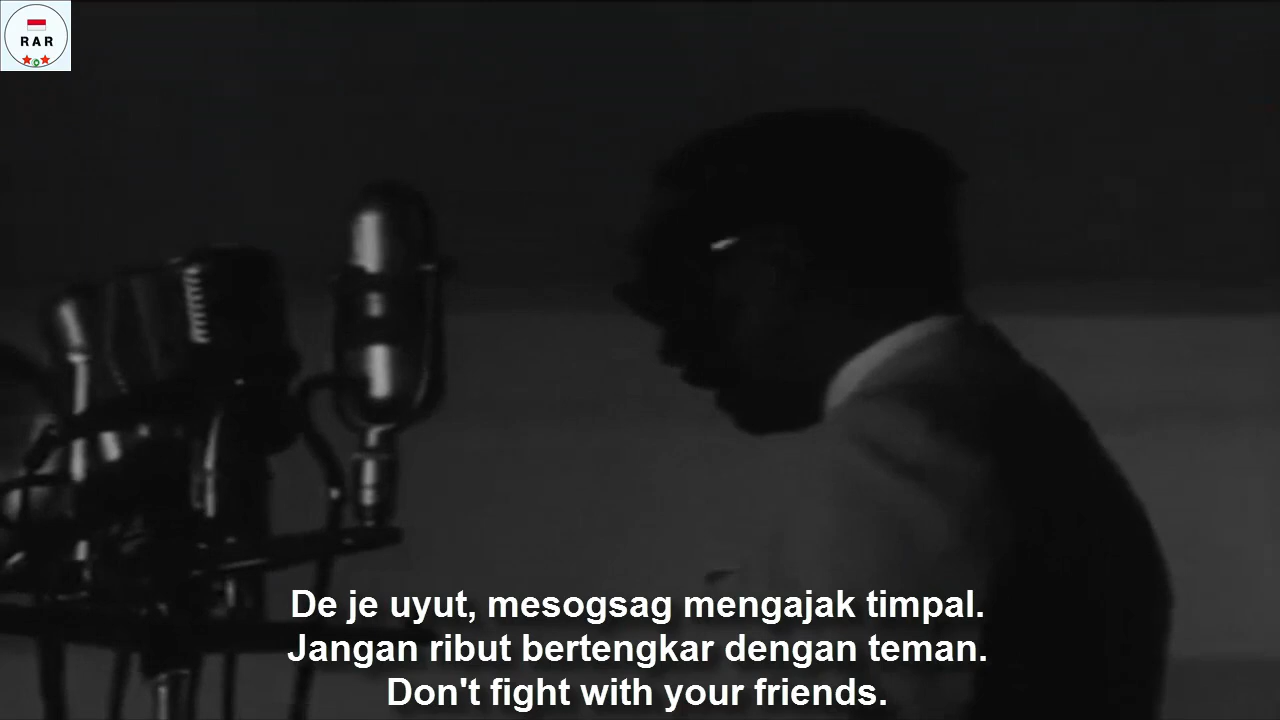 RAR
De je uyut, mesogsag mengajak timpal.
Jangan ribut bertengkar dengan teman.
Don't fight with your friends.